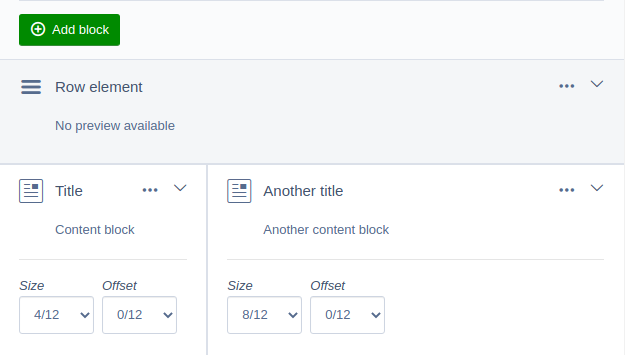 Add block
Row element
No preview available
Title
Content block
Size Offset
4/12 0/12
Another title
Another content block
Size Offset
8/12 0/12